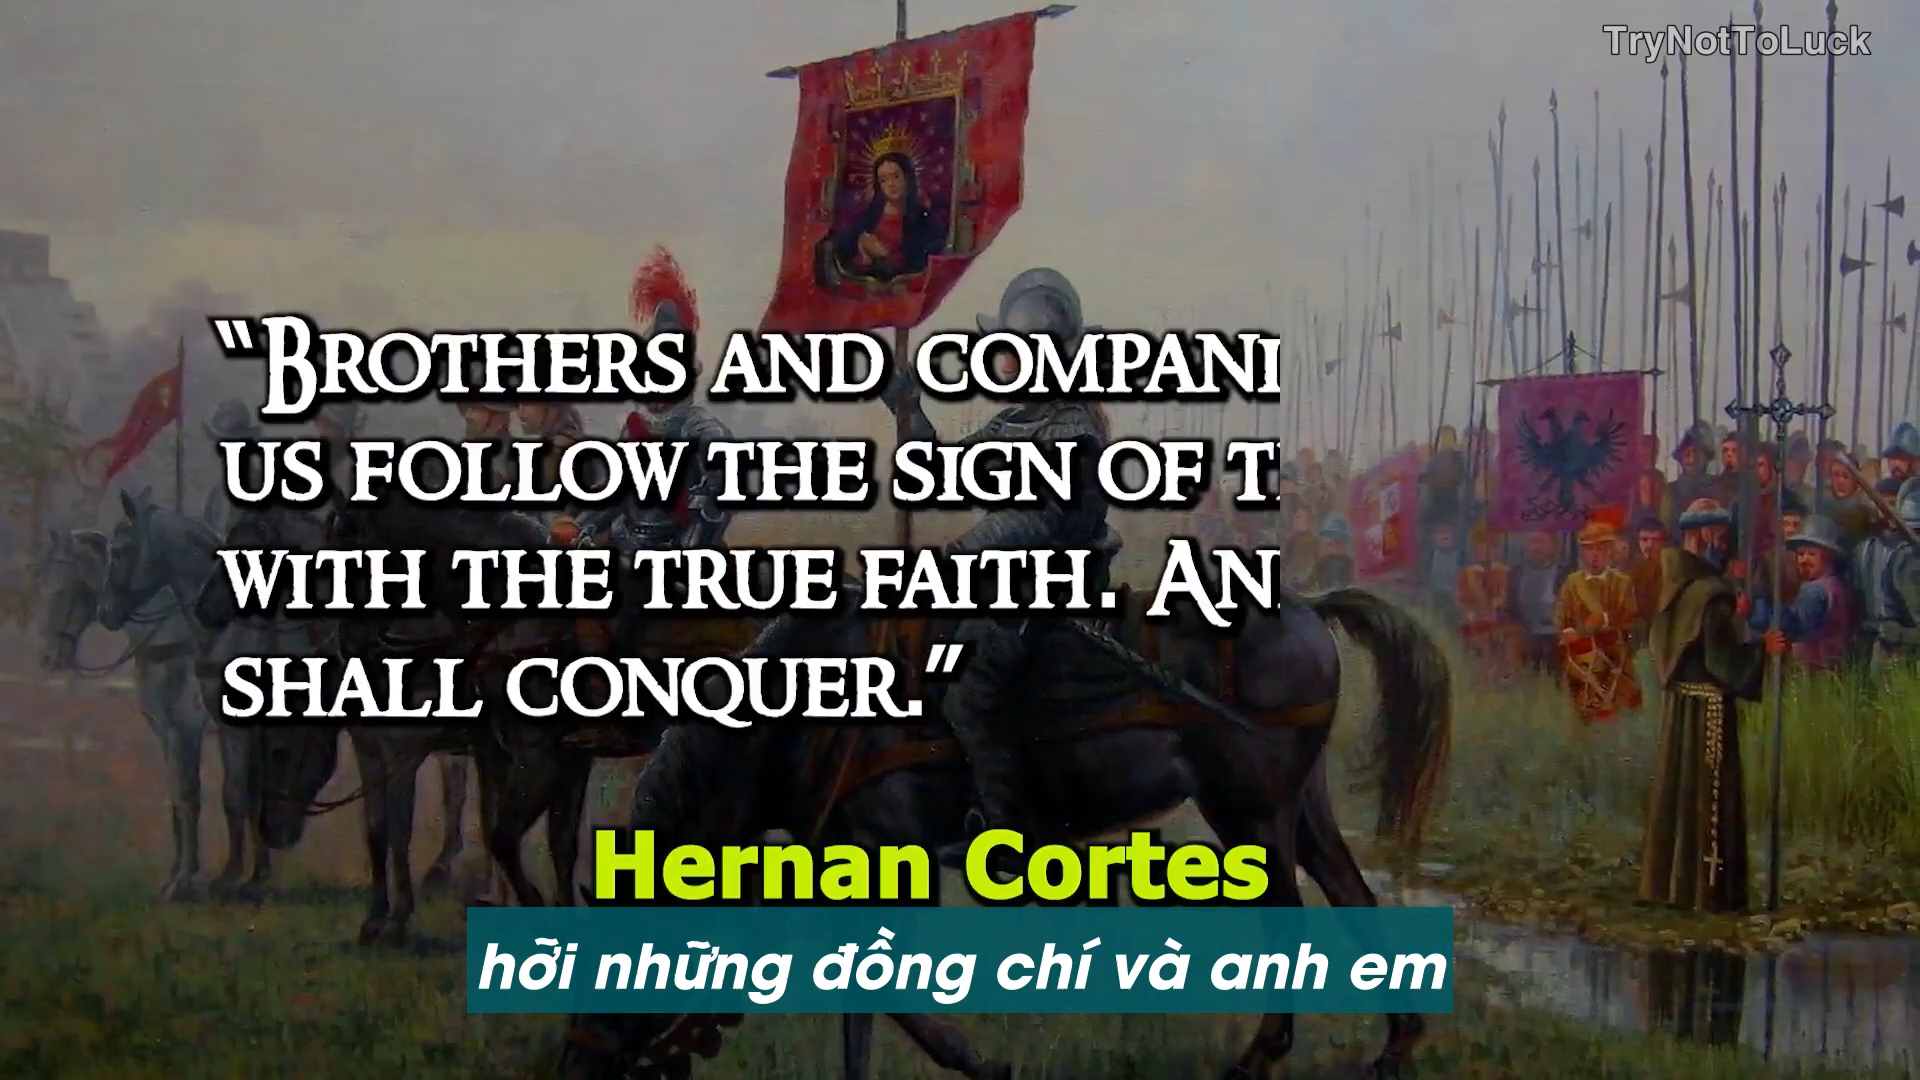 TryNotToLuck
“Brothers and compani
us follow the sign of t
with the true faith. An
shall conquer.”
Hernan Cortes
hỡi những đồng chí và anh em